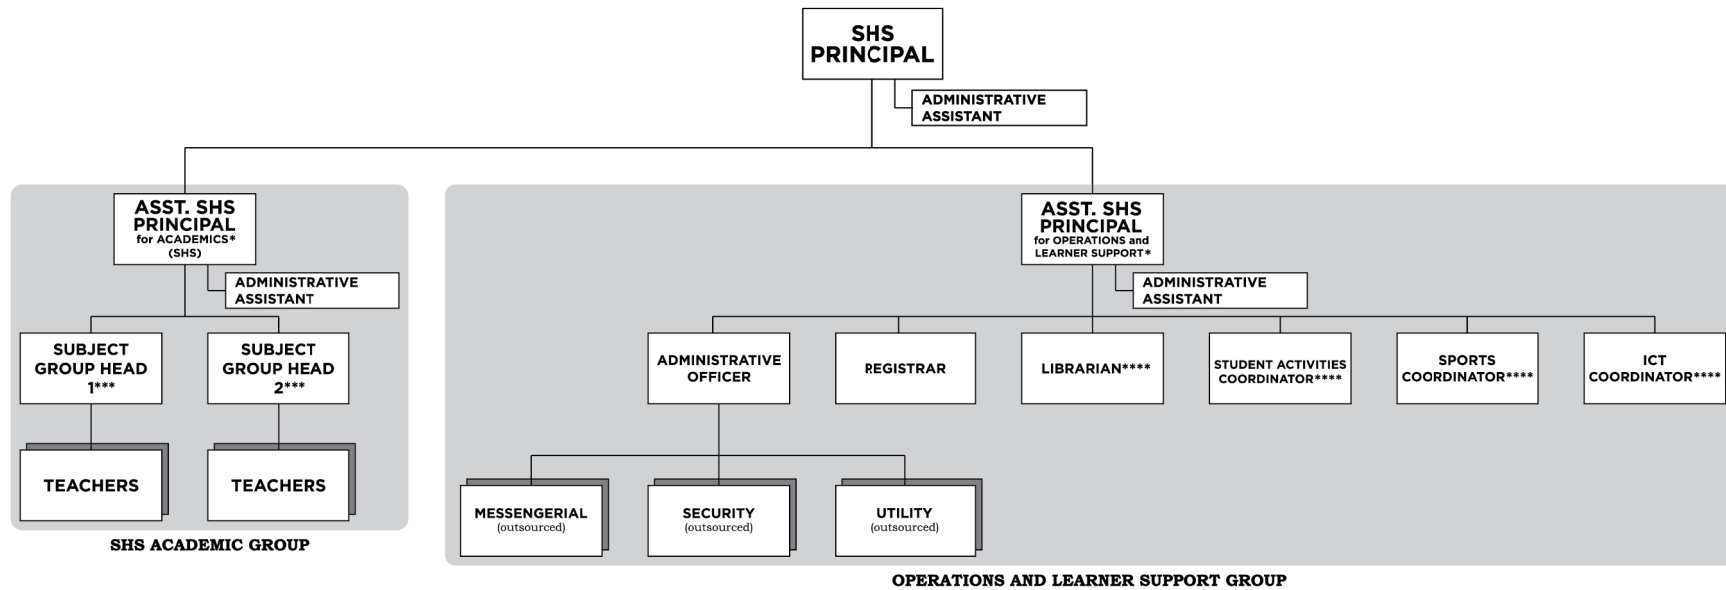 SHS
PRINCIPAL
ADMINISTRATIVE
ASSISTANT
ASST. SHS
PRINCIPAL
for ACADEMICS*
(SHS)
ADMINISTRATIVE
ASSISTANT
SUBJECT
GROUP HEAD
1***
SUBJECT
GROUP HEAD
2***
TEACHERS
TEACHERS
SHS ACADEMIC GROUP
ASST. SHS
PRINCIPAL
for OPERATIONS and
LEARNER SUPPORT*
ADMINISTRATIVE
ASSISTANT
ADMINISTRATIVE
OFFICER
REGISTRAR
LIBRARIAN****
STUDENT ACTIVITIES
COORDINATOR****
SPORTS
COORDINATOR****
ICT
COORDINATOR****
MESSENGERIAL
(outsourced)
SECURITY
(outsourced)
UTILITY
(outsourced)
OPERATIONS AND LEARNER SUPPORT GROUP